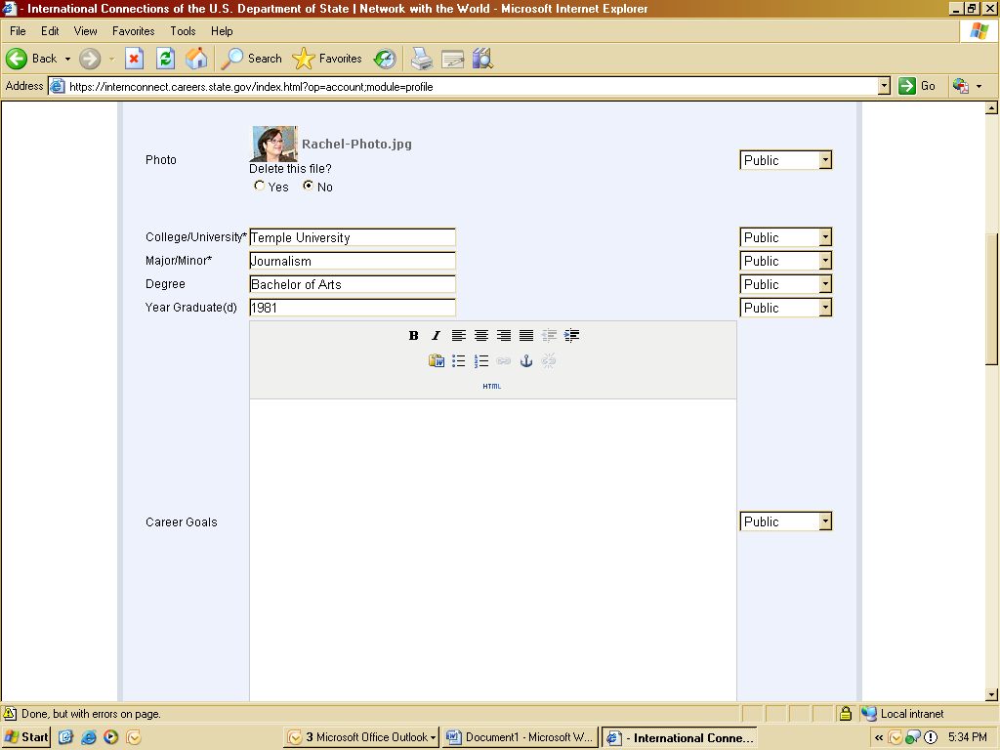 - International Connections of the U.S. Department of State | Network with the World - Microsoft Internet Explorer
File Edit View Favorites Tools Help
Back Search Favorites
Address https://internconnect.careers.state.gov/index.html?op=account;module=profile Go
Rachel-Photo.jpg
Photo Public
Delete this file?
Yes No
College/University* Temple University Public
Major/Minor* Journalism Public
Degree Bachelor of Arts Public
Year Graduate(d) 1981 Public
B I
HTML
Career Goals Public
Done, but with errors on page. Local intranet
Start 3 Microsoft Office Outlook Document1 - Microsoft W... - International Conne... « 5:34 PM